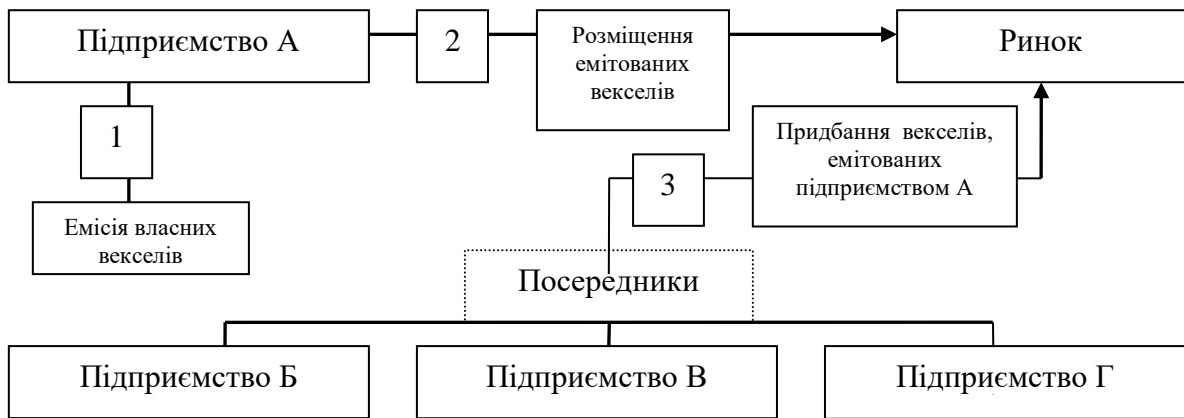 Підприємство А
2
Розміщення
емітованих
векселів
Ринок
1
Придбання векселів,
емітованих
підприємством А
3
Емісія власних
векселів
Посередники
Підприємство Б
Підприємство В
Підприємство Г